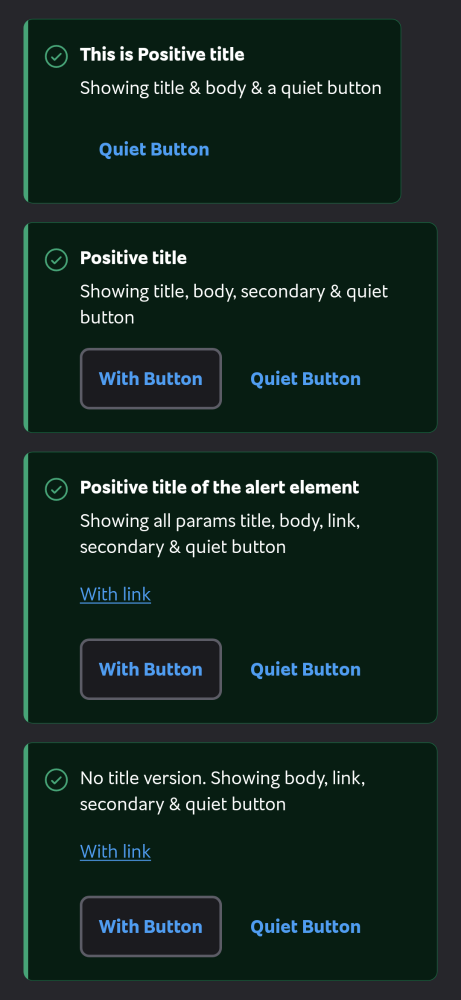 This is Positive title
Showing title & body & a quiet button
Quiet Button
Positive title
Showing title, body, secondary & quiet
button
With Button
Quiet Button
Positive title of the alert element
Showing all params title, body, link,
secondary & quiet button
With link
With Button
Quiet Button
No title version. Showing body, link,
secondary & quiet button
With link
With Button
Quiet Button